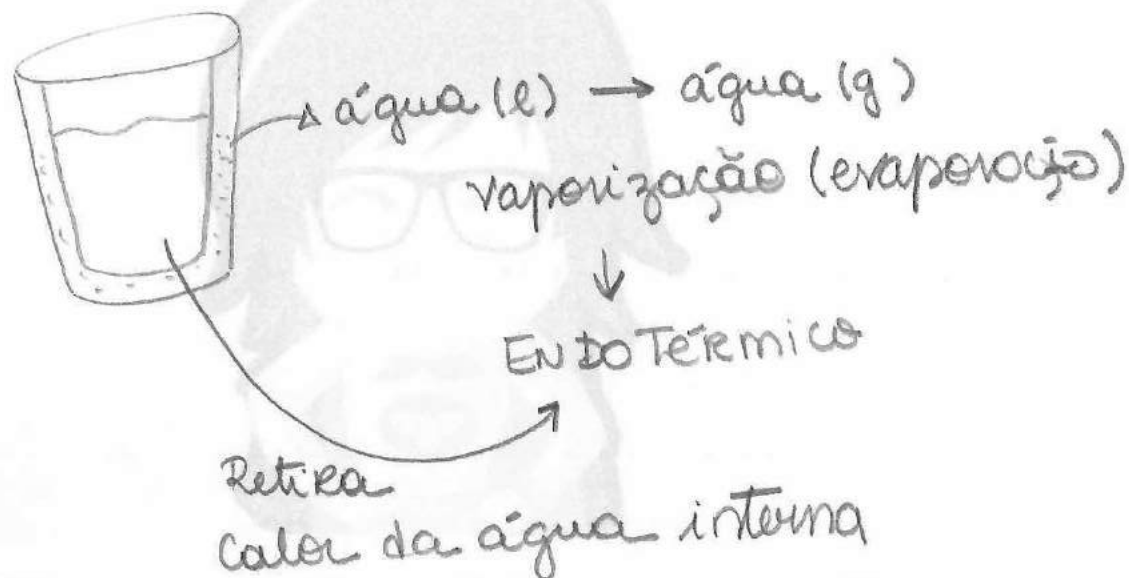 água (l) → água (g)
vaporização (evaporação)
↓
ENDOTÉRMICO
Retira
calor da água interna